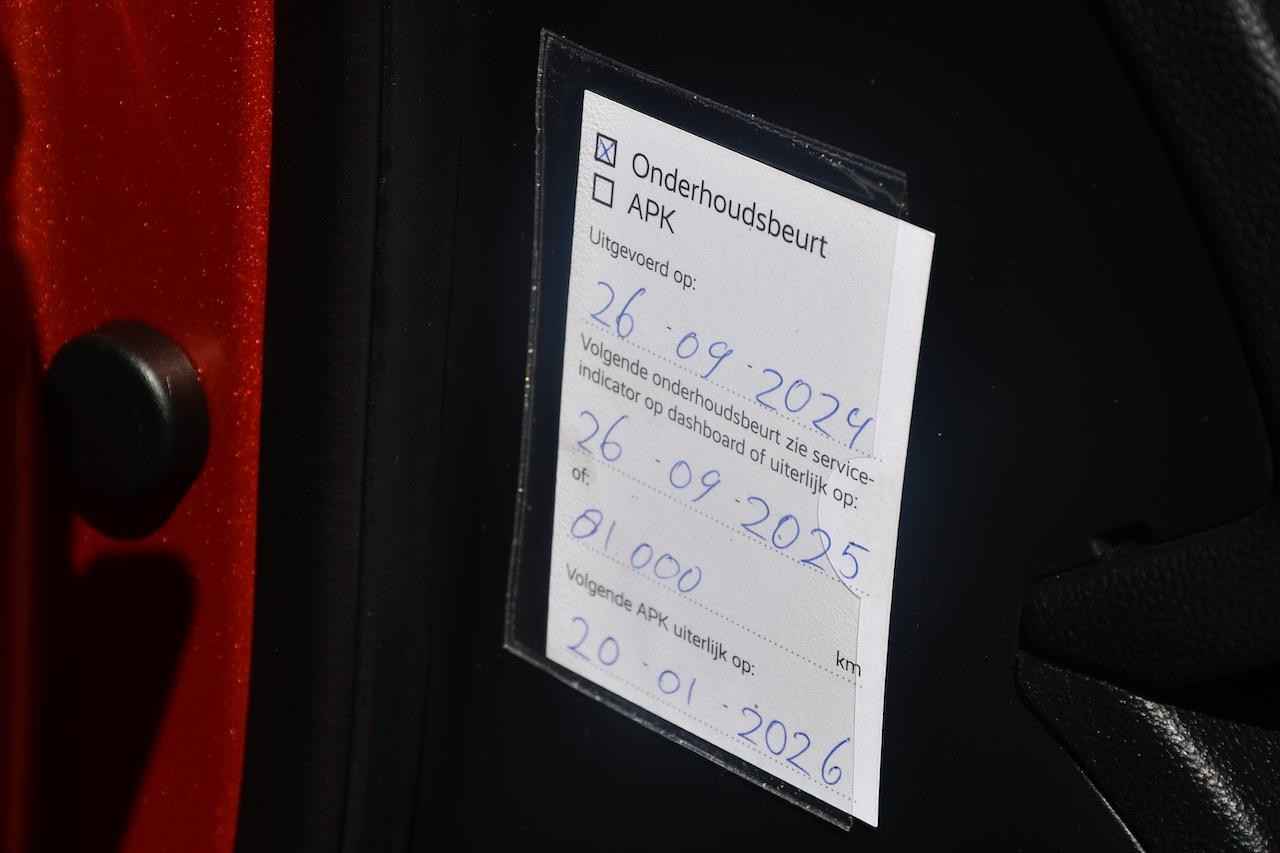 Onderhoudsbeurt
APK
Uitgevoerd op:
26 - 09 - 2024
Volgende onderhoudsbeurt zie service-
indicator op dashboard of uiterlijk op:
26 - 09 - 2025
of:
81 000
km
Volgende APK uiterlijk op:
20 - 01 - 2026